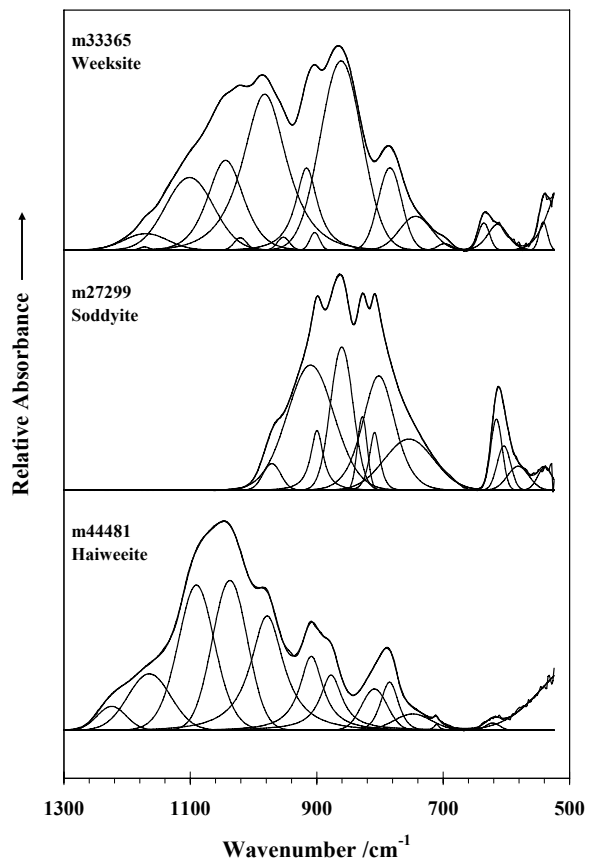 m33365
Weeksite
m27299
Soddyite
m44481
Haiweeite
Relative Absorbance →
1300 1100 900 700 500
Wavenumber /cm⁻¹